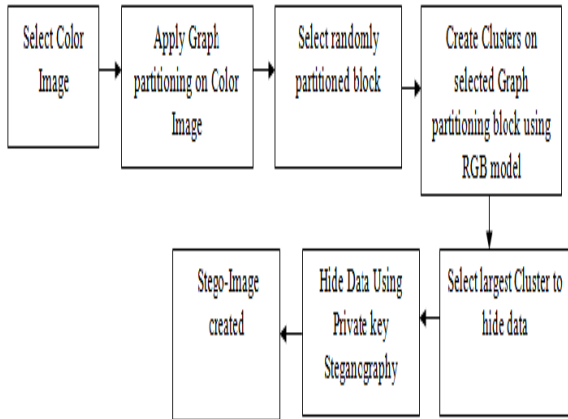 Select Color
Image
Apply Graph
partitioning on Color
Image
Select randomly
partitioned block
Create Clusters on
selected Graph
partitioning block using
RGB model
Select largest Cluster to
hide data
Hide Data Using
Private key
Stegancgraphy
Stego-Image
created